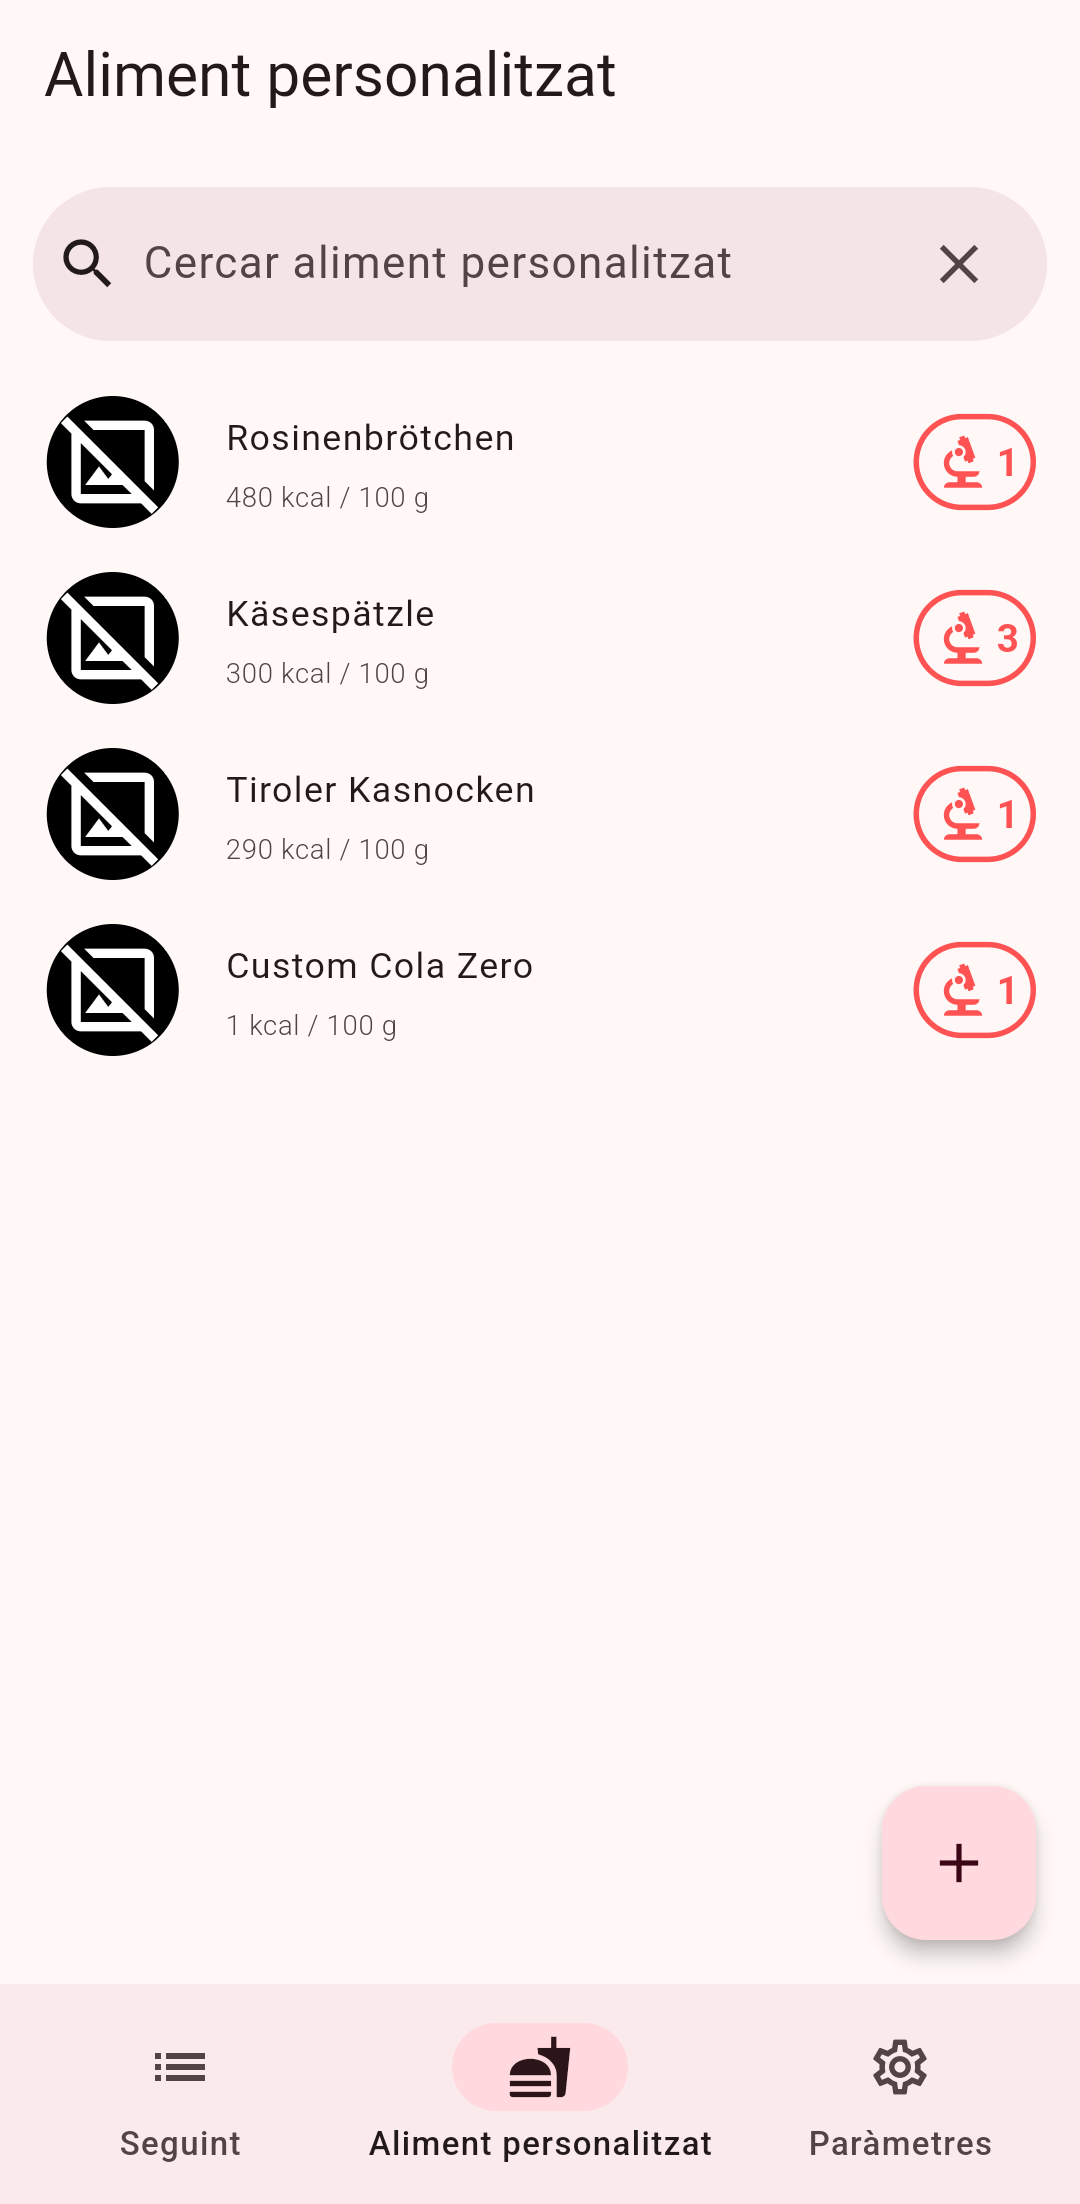 Aliment personalitzat
Cercar aliment personalitzat
Rosinenbrötchen
480 kcal / 100 g
1
Käsespätzle
300 kcal / 100 g
3
Tiroler Kasnocken
290 kcal / 100 g
1
Custom Cola Zero
1 kcal / 100 g
1
Seguint
Aliment personalitzat
Paràmetres